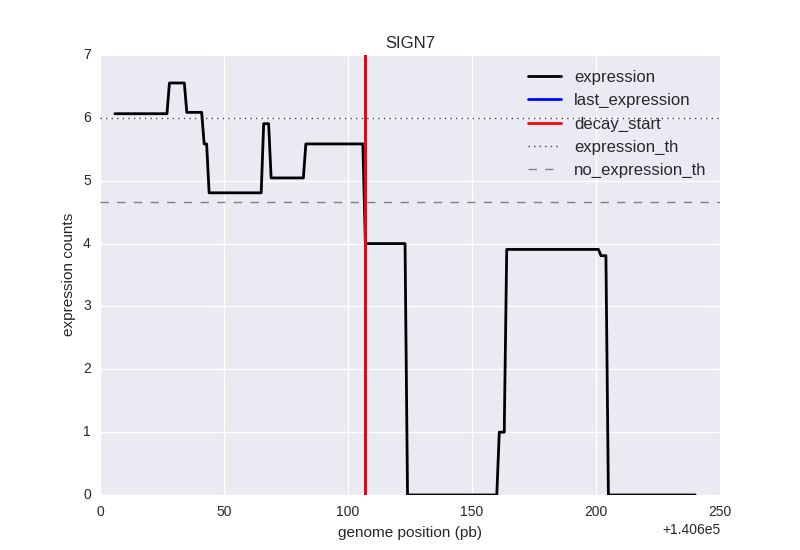 SIGN7
7
6
5
4
3
2
1
0
expression counts
expression
last_expression
decay_start
expression_th
no_expression_th
0 50 100 150 200 250
genome position (pb)
+1.406e5